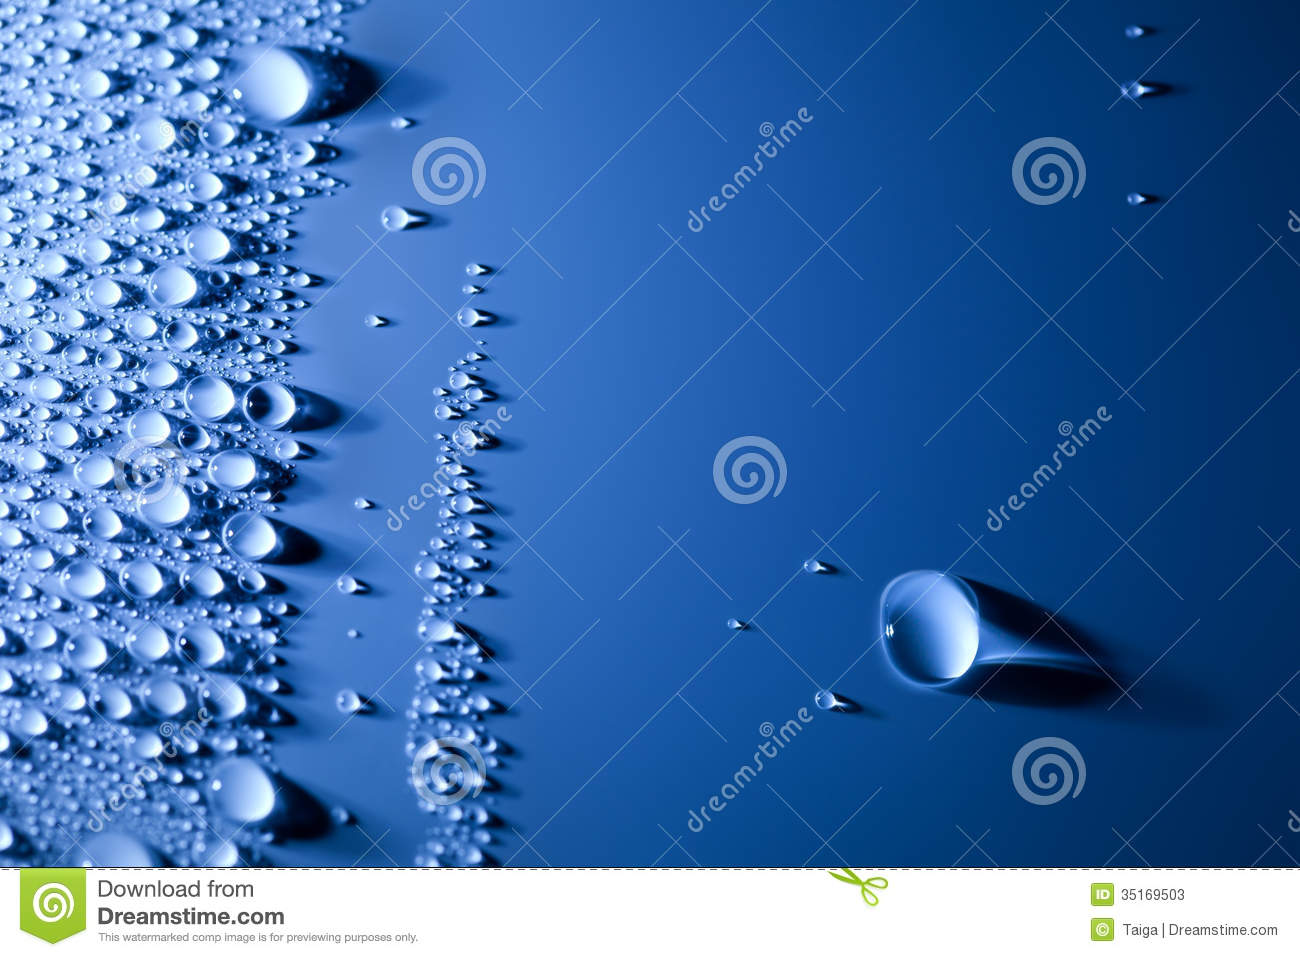 dreamstime
dreamstime
dreamstime
dreamstime
dreamstime
Download from
Dreamstime.com
This watermarked comp image is for previewing purposes only.
ID 35169503
© Taiga | Dreamstime.com